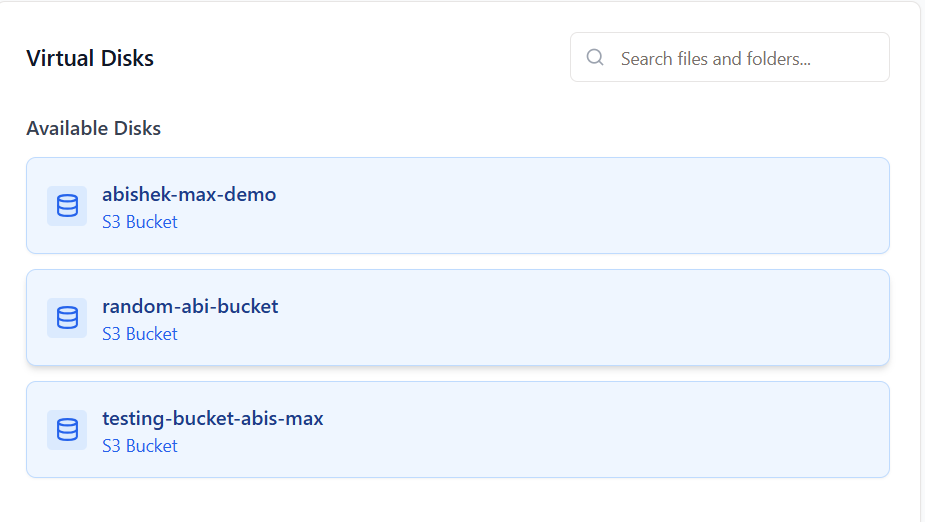 Virtual Disks
Search files and folders...
Available Disks
abishek-max-demo
S3 Bucket
random-abi-bucket
S3 Bucket
testing-bucket-abis-max
S3 Bucket